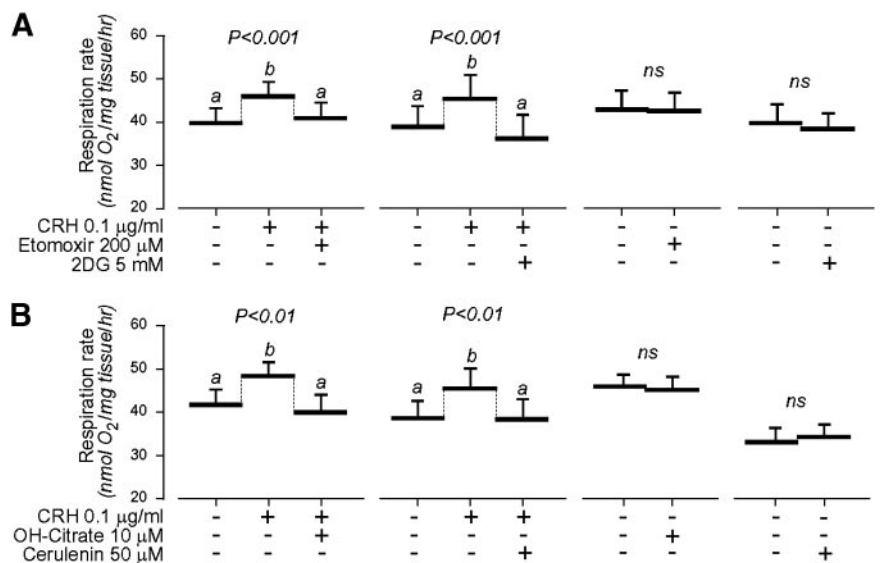 A
Respiration rate
(nmol O2/mg tissue/hr)
60
50
40
30
20
P<0.001
a b a
P<0.001
a b a
ns
ns
CRH 0.1 μg/ml - + + - + + - - - -
Etomoxir 200 μM - - + - - - - + - -
2DG 5 mM - - - - - + - - - +
B
Respiration rate
(nmol O2/mg tissue/hr)
60
50
40
30
20
P<0.01
a b a
P<0.01
a b a
ns
ns
CRH 0.1 μg/ml - + + - + + - - - -
OH-Citrate 10 μM - - + - - - - + - -
Cerulenin 50 μM - - - - - + - - - +